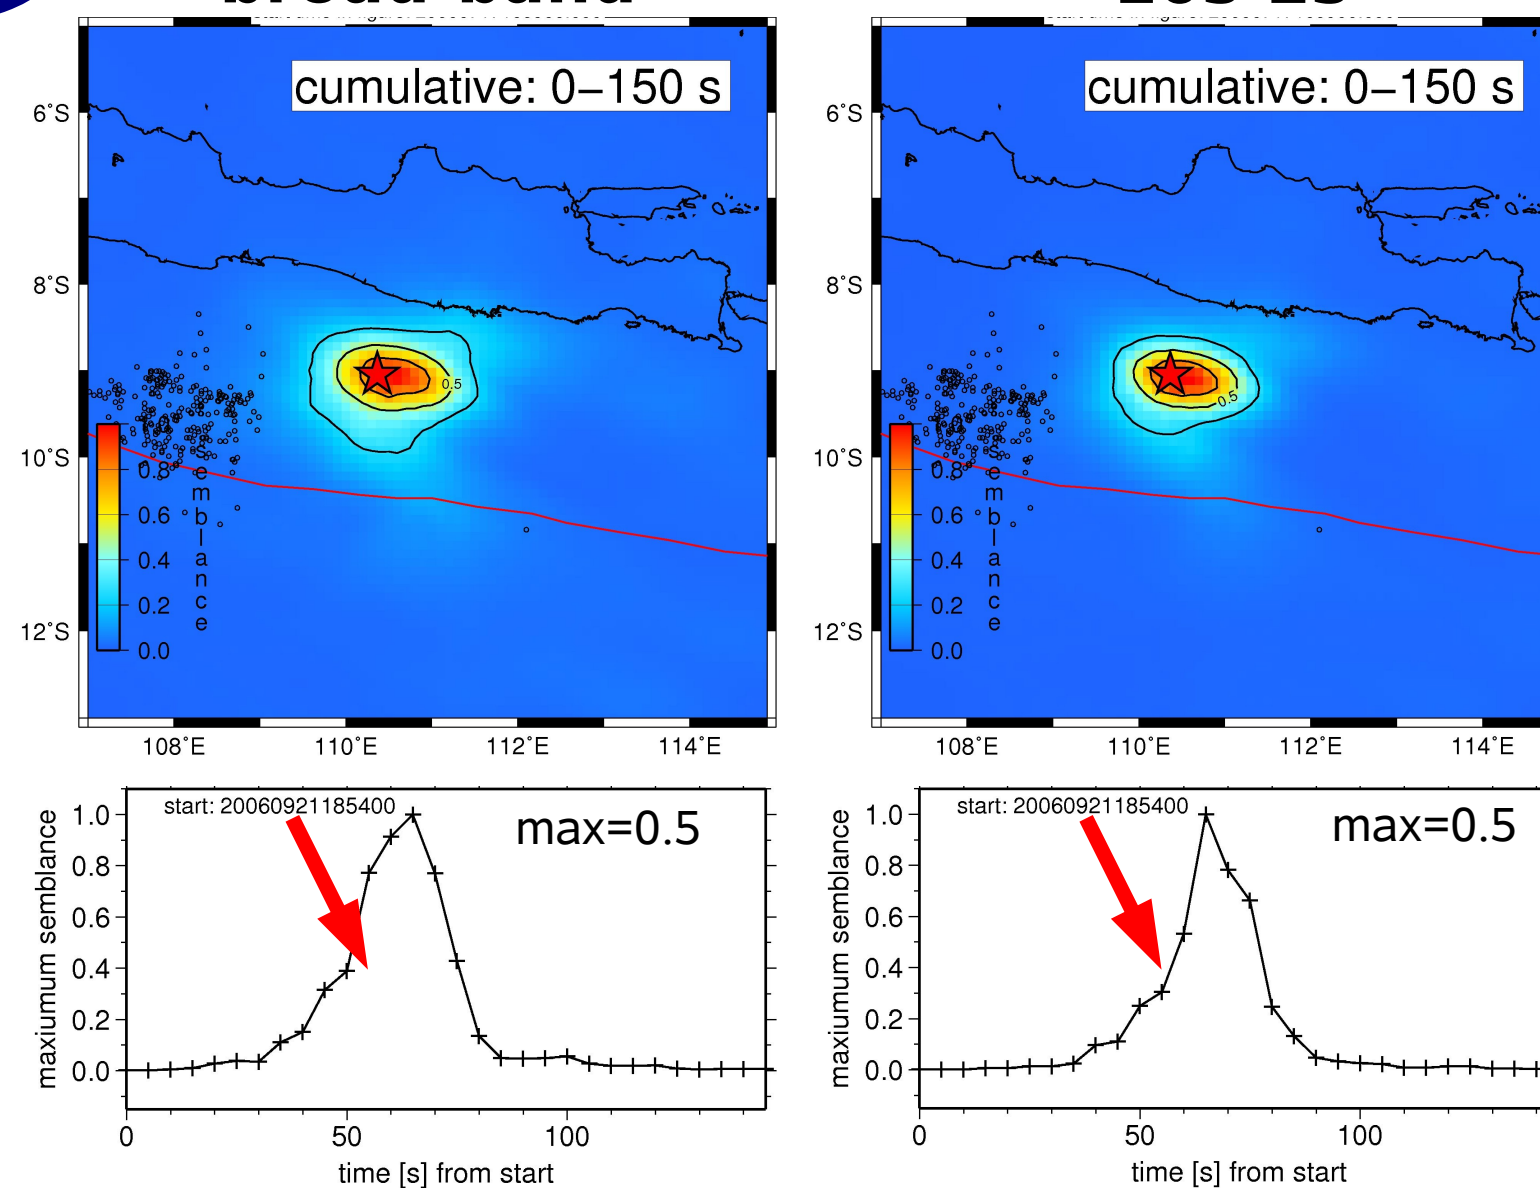 cumulative: 0–150 s
cumulative: 0–150 s
6°S
8°S
10°S
12°S
0.5
0.8
0.6
0.4
0.2
0.0
semblance
108°E
110°E
112°E
114°E
6°S
8°S
10°S
12°S
0.5
0.8
0.6
0.4
0.2
0.0
semblance
108°E
110°E
112°E
114°E
start: 20060921185400
max=0.5
maxiumum semblance
1.0
0.8
0.6
0.4
0.2
0.0
0
50
100
time [s] from start
start: 20060921185400
max=0.5
maxiumum semblance
1.0
0.8
0.6
0.4
0.2
0.0
0
50
100
time [s] from start